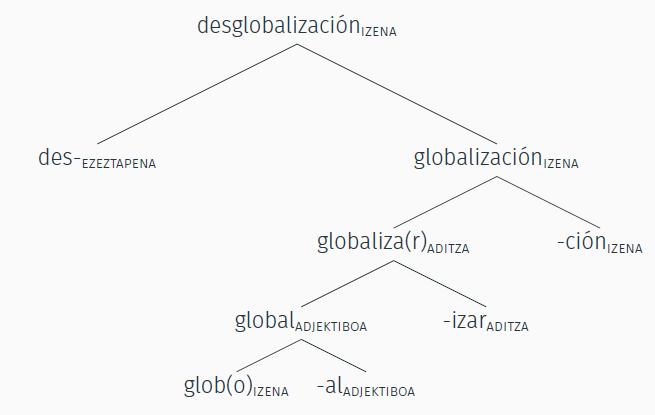 desglobalizaciónIZENA
des-EZEZTAPENA globalizaciónIZENA
globaliza(r)ADITZA -ciónIZENA
globalADJEKTIBOA -izarADITZA
glob(o)IZENA -alADJEKTIBOA